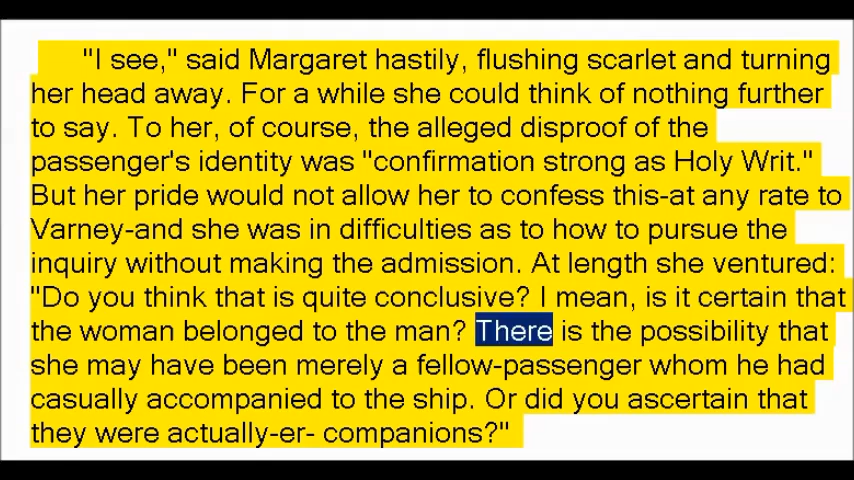 "I see," said Margaret hastily, flushing scarlet and turning
her head away. For a while she could think of nothing further
to say. To her, of course, the alleged disproof of the
passenger's identity was "confirmation strong as Holy Writ."
But her pride would not allow her to confess this-at any rate to
Varney-and she was in difficulties as to how to pursue the
inquiry without making the admission. At length she ventured:
"Do you think that is quite conclusive? I mean, is it certain that
the woman belonged to the man? There is the possibility that
she may have been merely a fellow-passenger whom he had
casually accompanied to the ship. Or did you ascertain that
they were actually-er- companions?"